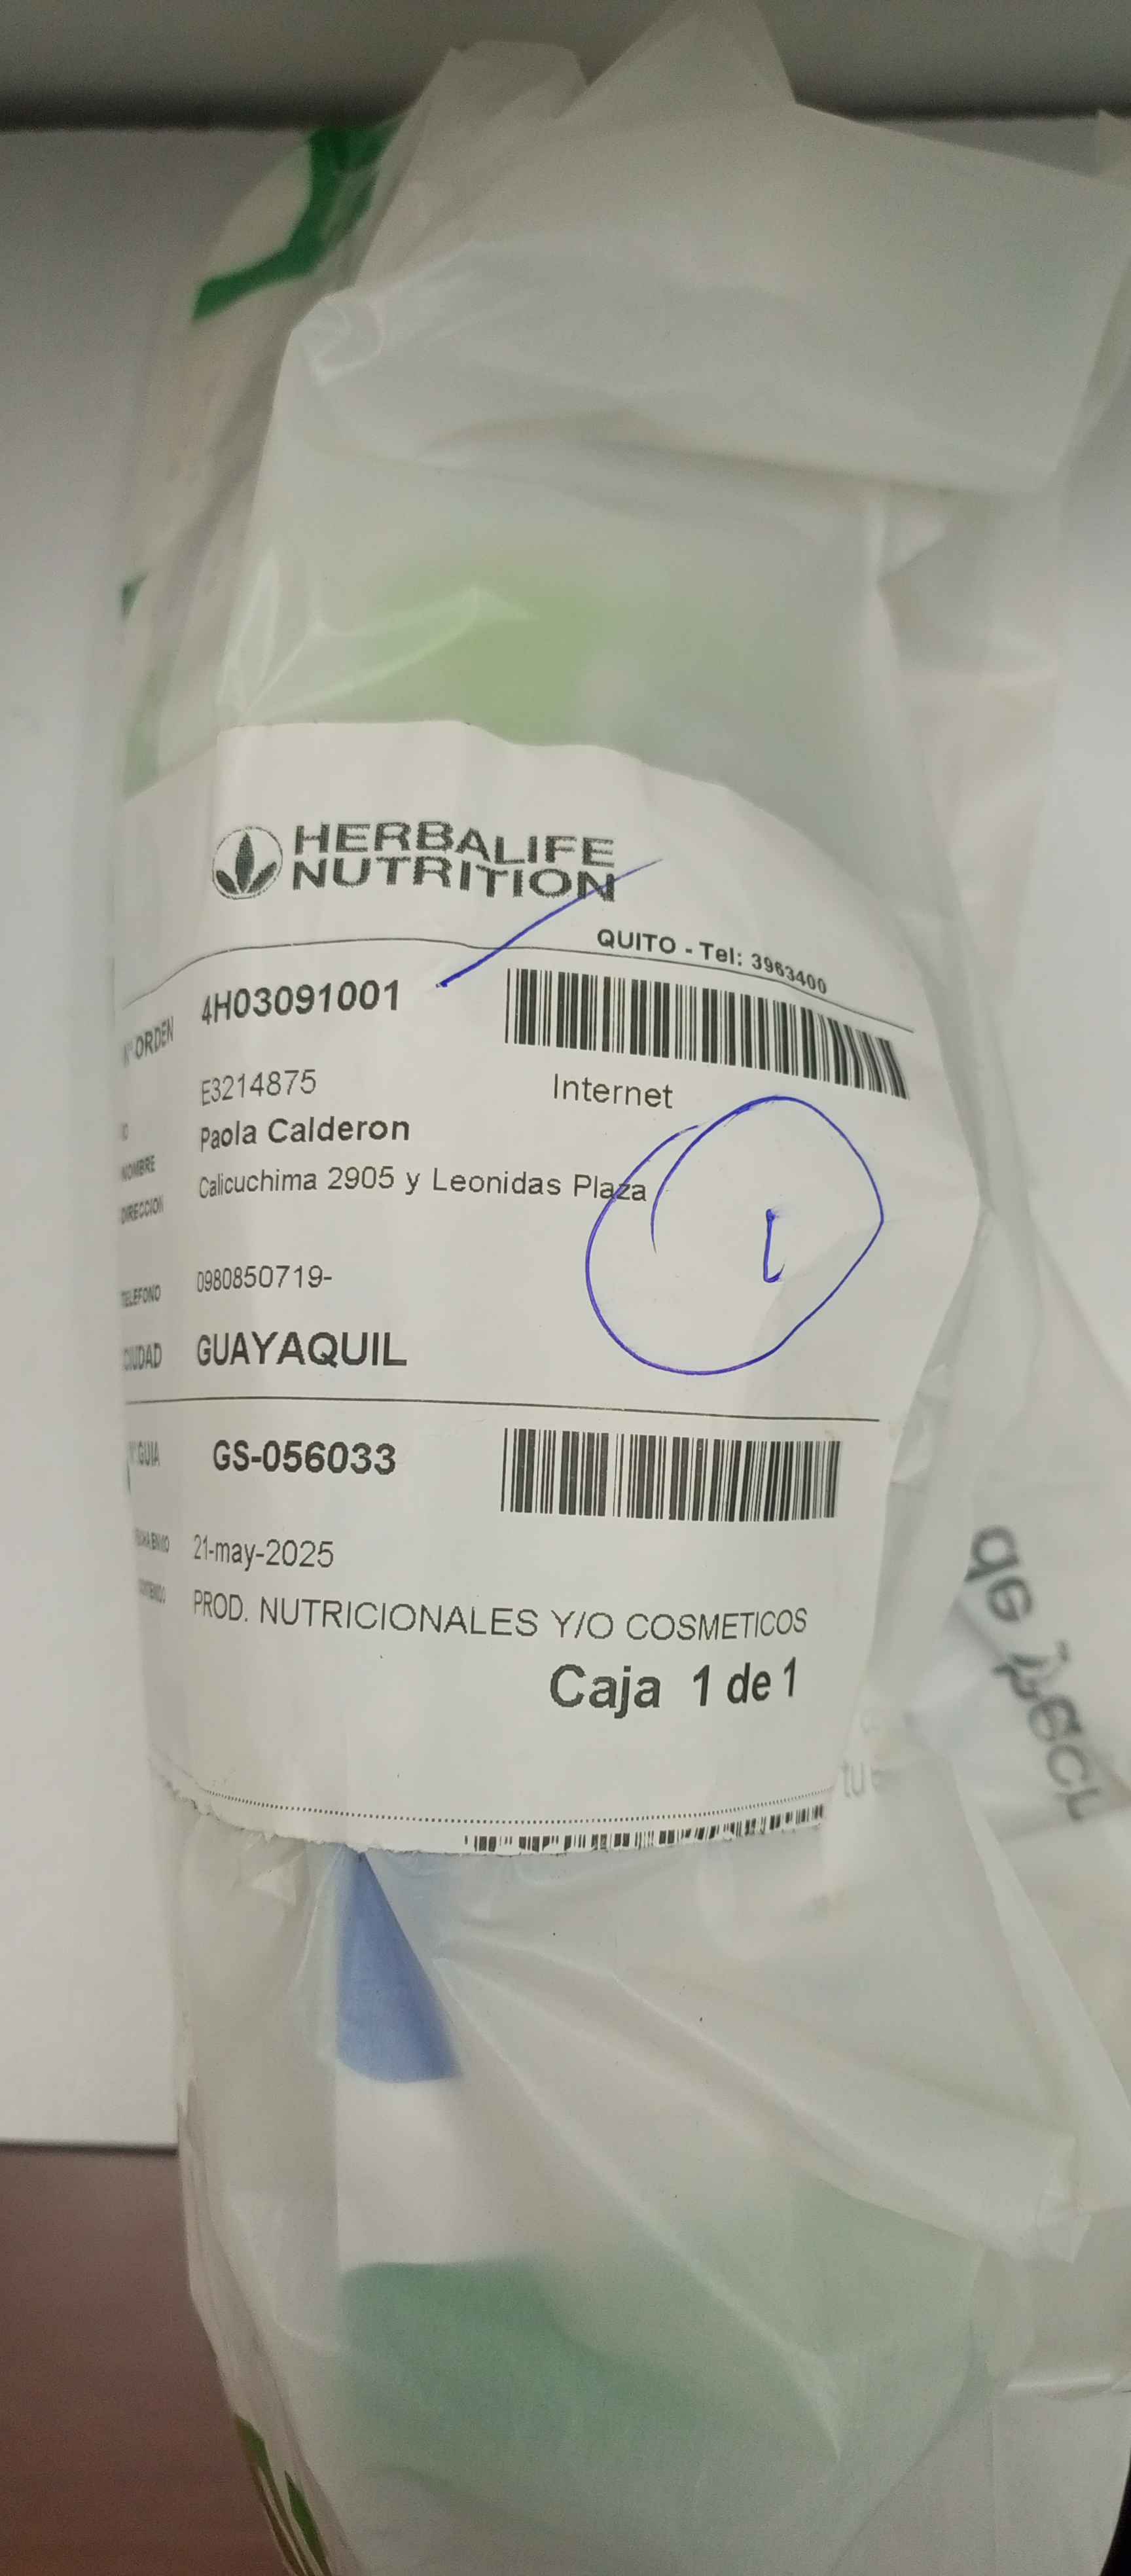 HERBALIFE
NUTRITION
QUITO - Tel: 3963400
N° ORDEN 4H03091001
E3214875 Internet
NOMBRE Paola Calderon
DIRECCION Calicuchima 2905 y Leonidas Plaza
TELEFONO 0980850719-
CIUDAD GUAYAQUIL
1
N° GUIA GS-056033
21-may-2025
PROD. NUTRICIONALES Y/O COSMETICOS
Caja 1 de 1